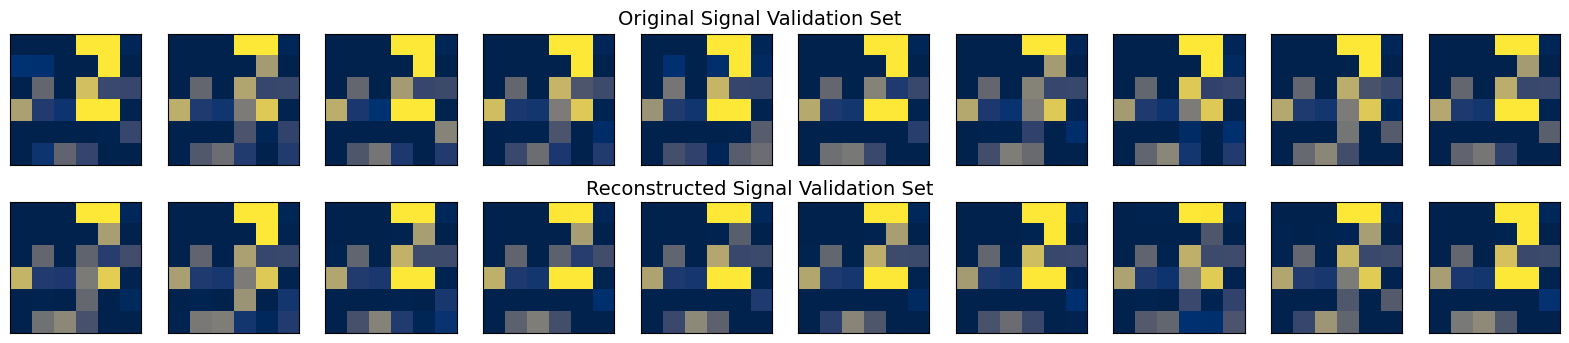 Original Signal Validation Set
Reconstructed Signal Validation Set